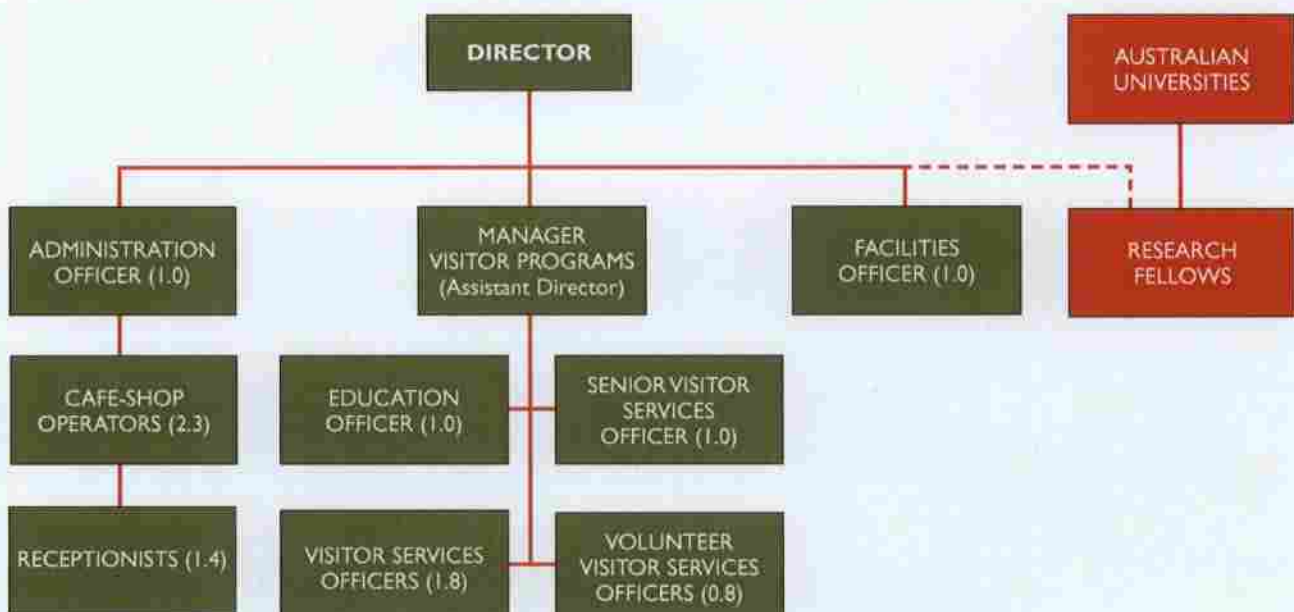 DIRECTOR
AUSTRALIAN
UNIVERSITIES
ADMINISTRATION
OFFICER (1.0)
MANAGER
VISITOR PROGRAMS
(Assistant Director)
FACILITIES
OFFICER (1.0)
RESEARCH
FELLOWS
CAFE-SHOP
OPERATORS (2.3)
EDUCATION
OFFICER (1.0)
SENIOR VISITOR
SERVICES
OFFICER (1.0)
RECEPTIONISTS (1.4)
VISITOR SERVICES
OFFICERS (1.8)
VOLUNTEER
VISITOR SERVICES
OFFICERS (0.8)